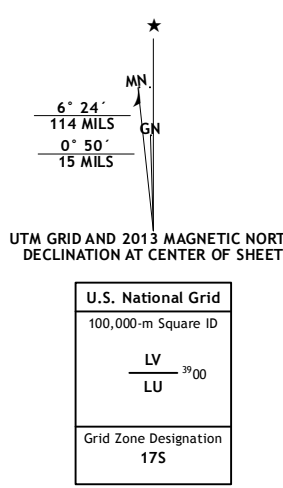 ★
MN
6° 24´
114 MILS
GN
0° 50´
15 MILS
UTM GRID AND 2013 MAGNETIC NORT
DECLINATION AT CENTER OF SHEET
U.S. National Grid
100,000-m Square ID
LV
3900
LU
Grid Zone Designation
17S